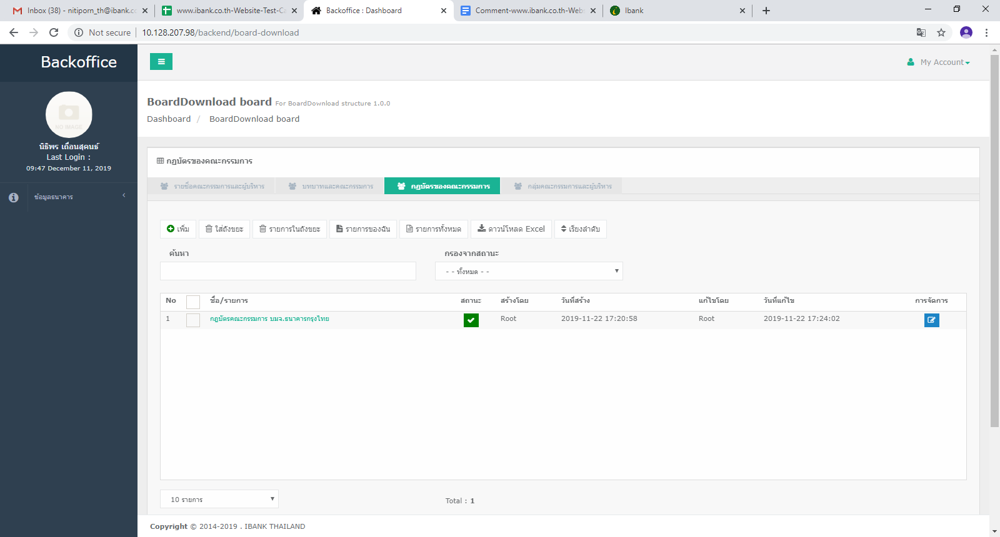 Inbox (38) - nitiporn_th@ibank.cc
www.ibank.co.th-Website-Test-Ca
Backoffice : Dashboard
Comment-www.ibank.co.th-Webs
Ibank
Not secure
10.128.207.98/backend/board-download
Backoffice
My Account
NO IMAGE
นิธิพร เถื่อนสุคนธ์
Last Login :
09:47 December 11, 2019
ข้อมูลธนาคาร
BoardDownload board For BoardDownload structure 1.0.0
Dashboard / BoardDownload board
กฎบัตรของคณะกรรมการ
รายชื่อคณะกรรมการและผู้บริหาร
บทบาทและคณะกรรมการ
กฎบัตรของคณะกรรมการ
กลุ่มคณะกรรมการและผู้บริหาร
เพิ่ม
ใส่ถังขยะ
รายการในถังขยะ
รายการของฉัน
รายการทั้งหมด
ดาวน์โหลด Excel
เรียงลำดับ
ค้นหา
กรองจากสถานะ
- - ทั้งหมด - -
No ชื่อ/รายการ สถานะ สร้างโดย วันที่สร้าง แก้ไขโดย วันที่แก้ไข การจัดการ
1 กฎบัตรคณะกรรมการ บมจ.ธนาคารกรุงไทย Root 2019-11-22 17:20:58 Root 2019-11-22 17:24:02
10 รายการ
Total : 1
Copyright © 2014-2019 . IBANK THAILAND